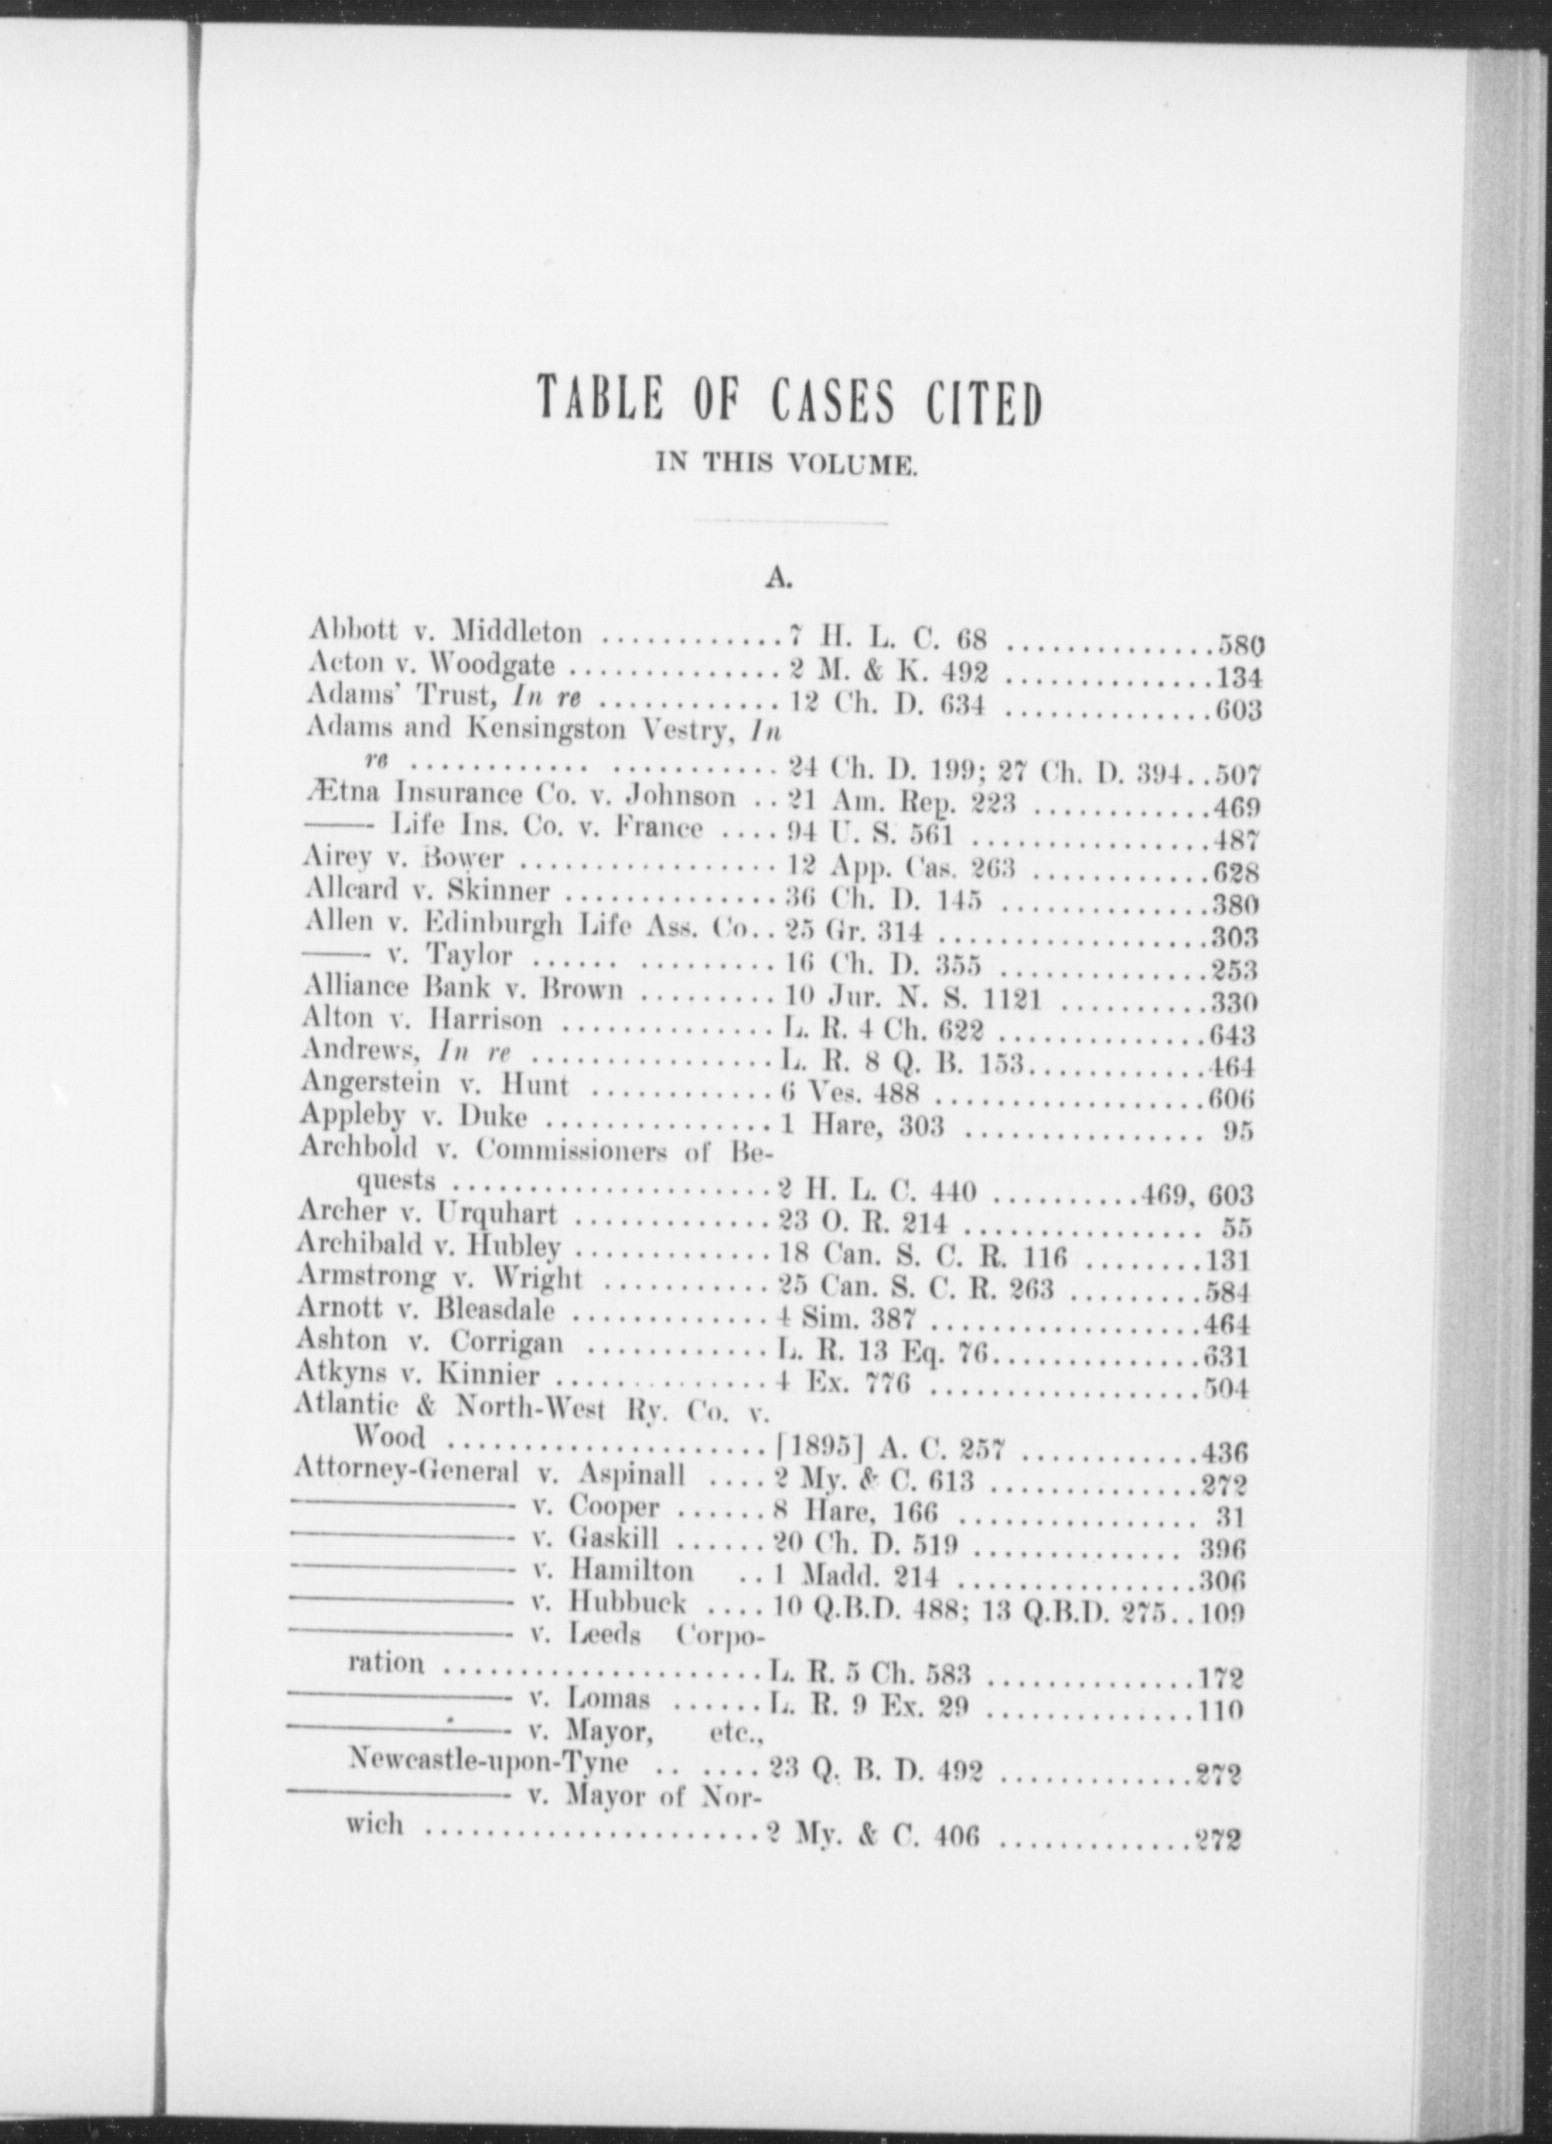 TABLE OF CASES CITED
IN THIS VOLUME.
A.
Abbott v. Middleton ............7 H. L. C. 68 ..............580
Acton v. Woodgate ...............2 M. & K. 492 ..............134
Adams' Trust, In re ............12 Ch. D. 634 ..............603
Adams and Kensingston Vestry, In
re ............ ...........24 Ch. D. 199; 27 Ch. D. 394..507
Ætna Insurance Co. v. Johnson ..21 Am. Rep. 223 ............469
—— Life Ins. Co. v. France ....94 U. S. 561 ................487
Airey v. Bower .................12 App. Cas. 263 ............628
Allcard v. Skinner ..............36 Ch. D. 145 ..............380
Allen v. Edinburgh Life Ass. Co..25 Gr. 314 ..................303
—— v. Taylor ...... .........16 Ch. D. 355 ..............253
Alliance Bank v. Brown .........10 Jur. N. S. 1121 ..........330
Alton v. Harrison ..............L. R. 4 Ch. 622 ..............643
Andrews, In re ................L. R. 8 Q. B. 153............464
Angerstein v. Hunt ............6 Ves. 488 ..................606
Appleby v. Duke ...............1 Hare, 303 ................ 95
Archbold v. Commissioners of Be-
quests .....................2 H. L. C. 440 ..........469, 603
Archer v. Urquhart .............23 O. R. 214 ................ 55
Archibald v. Hubley .............18 Can. S. C. R. 116 ........131
Armstrong v. Wright ...........25 Can. S. C. R. 263 .........584
Arnott v. Bleasdale .............4 Sim. 387 ..................464
Ashton v. Corrigan ............L. R. 13 Eq. 76..............631
Atkyns v. Kinnier ..............4 Ex. 776 ..................504
Atlantic & North-West Ry. Co. v.
Wood .....................[1895] A. C. 257 ............436
Attorney-General v. Aspinall ....2 My. & C. 613 ..............272
—————— v. Cooper ......8 Hare, 166 ................ 31
—————— v. Gaskill ......20 Ch. D. 519 .............. 396
—————— v. Hamilton ..1 Madd. 214 ................306
—————— v. Hubbuck ....10 Q.B.D. 488; 13 Q.B.D. 275..109
—————— v. Leeds Corpo-
ration .....................L. R. 5 Ch. 583 ..............172
—————— v. Lomas ......L. R. 9 Ex. 29 ..............110
—————— v. Mayor, etc.,
Newcastle-upon-Tyne .. ....23 Q. B. D. 492 .............272
—————— v. Mayor of Nor-
wich ......................2 My. & C. 406 .............272